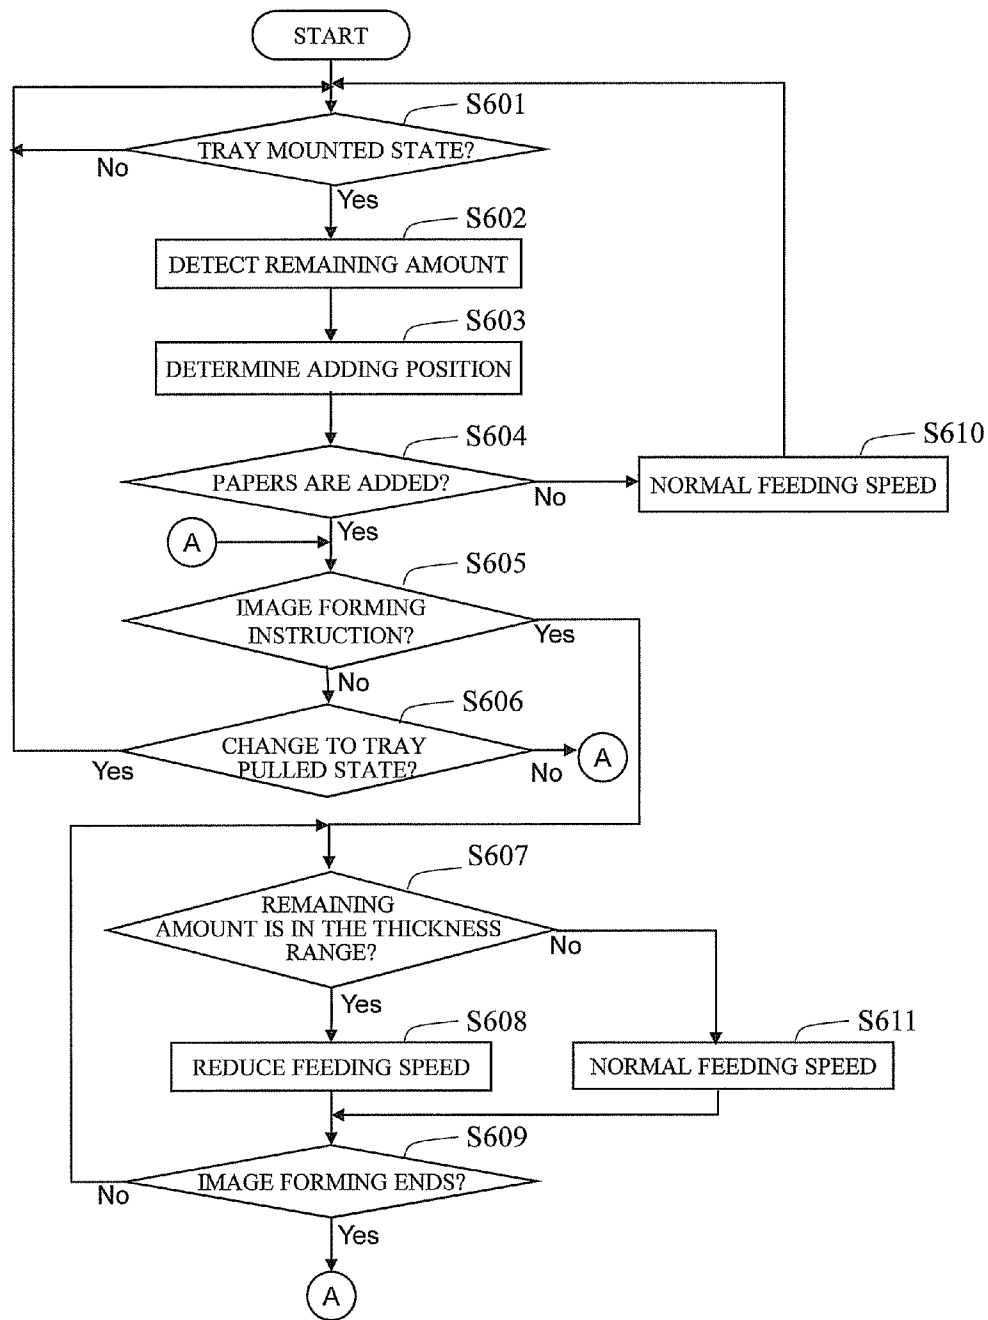 START
S601
TRAY MOUNTED STATE?
No
Yes
S602
DETECT REMAINING AMOUNT
S603
DETERMINE ADDING POSITION
S604
PAPERS ARE ADDED?
No
S610
NORMAL FEEDING SPEED
Yes
A
S605
IMAGE FORMING
INSTRUCTION?
Yes
No
S606
CHANGE TO TRAY
PULLED STATE?
Yes
No
A
S607
REMAINING
AMOUNT IS IN THE THICKNESS
RANGE?
No
Yes
S608
REDUCE FEEDING SPEED
S611
NORMAL FEEDING SPEED
S609
IMAGE FORMING ENDS?
No
Yes
A